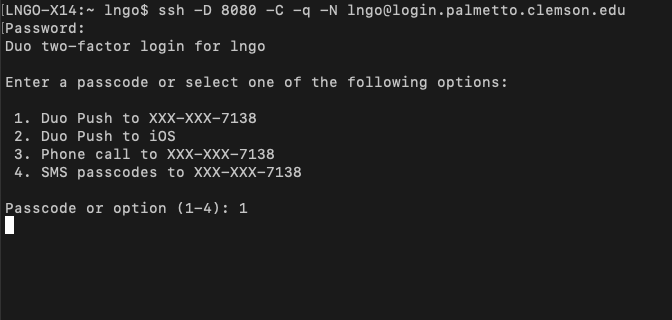 [LNGO-X14:~ lngo$ ssh -D 8080 -C -q -N lngo@login.palmetto.clemson.edu
[Password:
Duo two-factor login for lngo
Enter a passcode or select one of the following options:
1. Duo Push to XXX-XXX-7138
2. Duo Push to iOS
3. Phone call to XXX-XXX-7138
4. SMS passcodes to XXX-XXX-7138
Passcode or option (1-4): 1